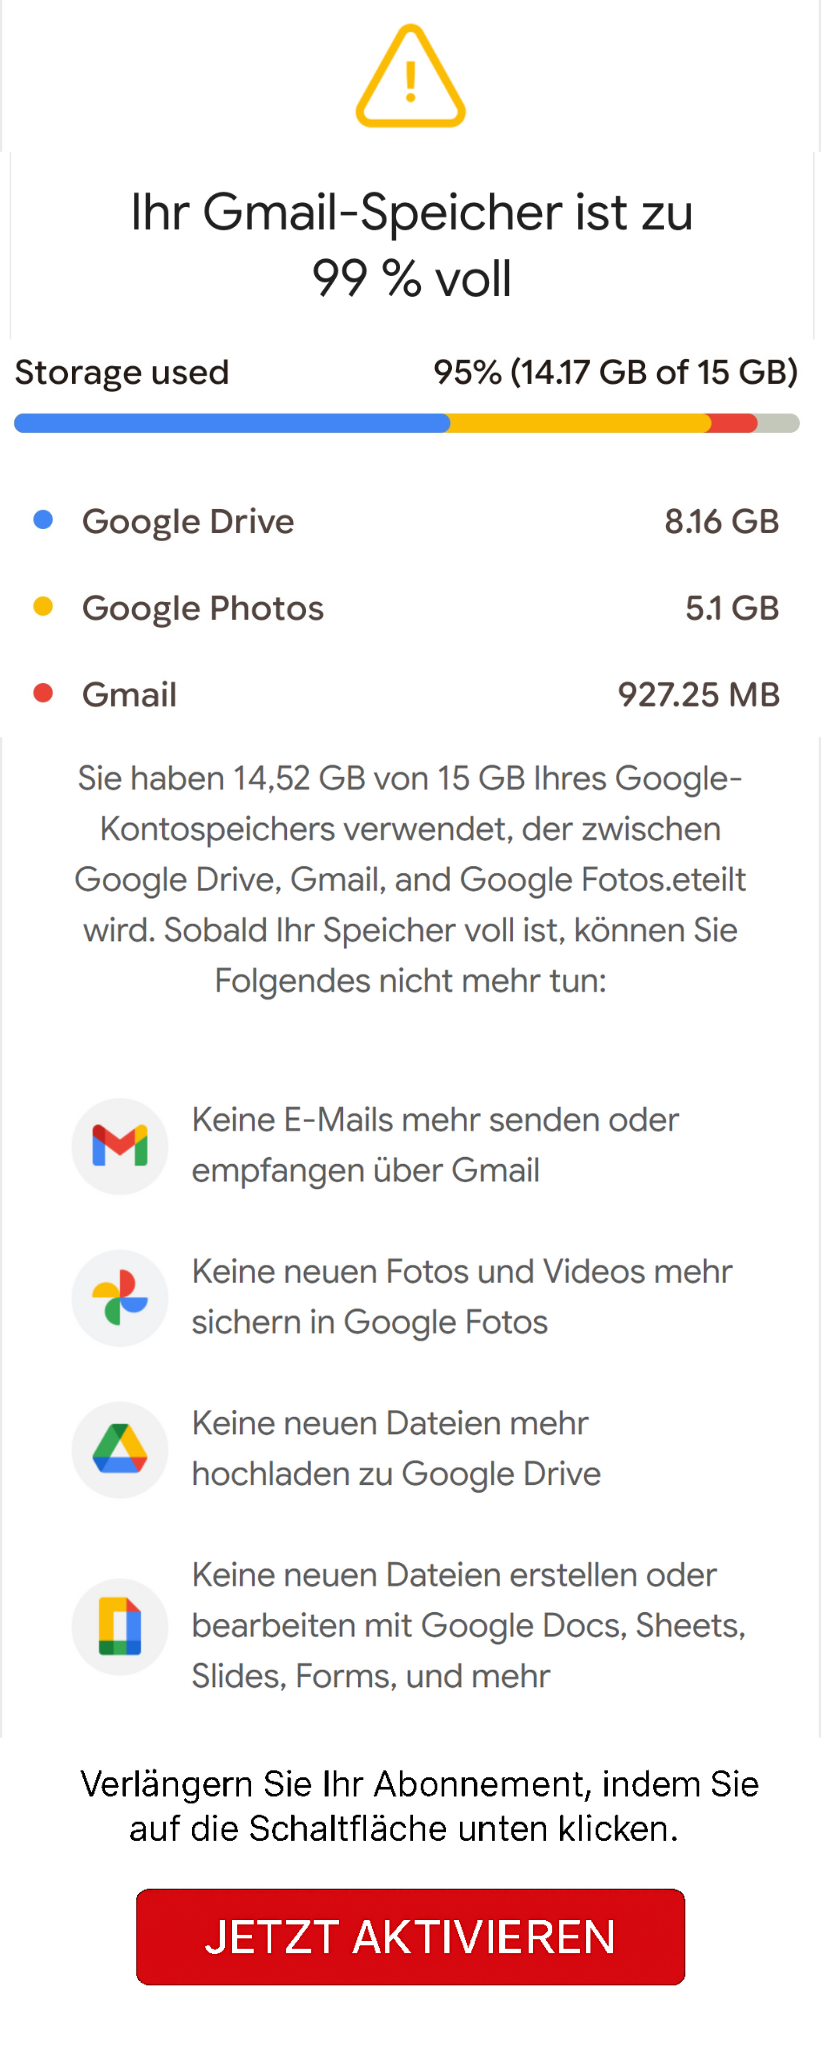 Ihr Gmail-Speicher ist zu
99 % voll
Storage used 95% (14.17 GB of 15 GB)
Google Drive 8.16 GB
Google Photos 5.1 GB
Gmail 927.25 MB
Sie haben 14,52 GB von 15 GB Ihres Google-
Kontospeichers verwendet, der zwischen
Google Drive, Gmail, and Google Fotos.eteilt
wird. Sobald Ihr Speicher voll ist, können Sie
Folgendes nicht mehr tun:
Keine E-Mails mehr senden oder
empfangen über Gmail
Keine neuen Fotos und Videos mehr
sichern in Google Fotos
Keine neuen Dateien mehr
hochladen zu Google Drive
Keine neuen Dateien erstellen oder
bearbeiten mit Google Docs, Sheets,
Slides, Forms, und mehr
Verlängern Sie Ihr Abonnement, indem Sie
auf die Schaltfläche unten klicken.
JETZT AKTIVIEREN